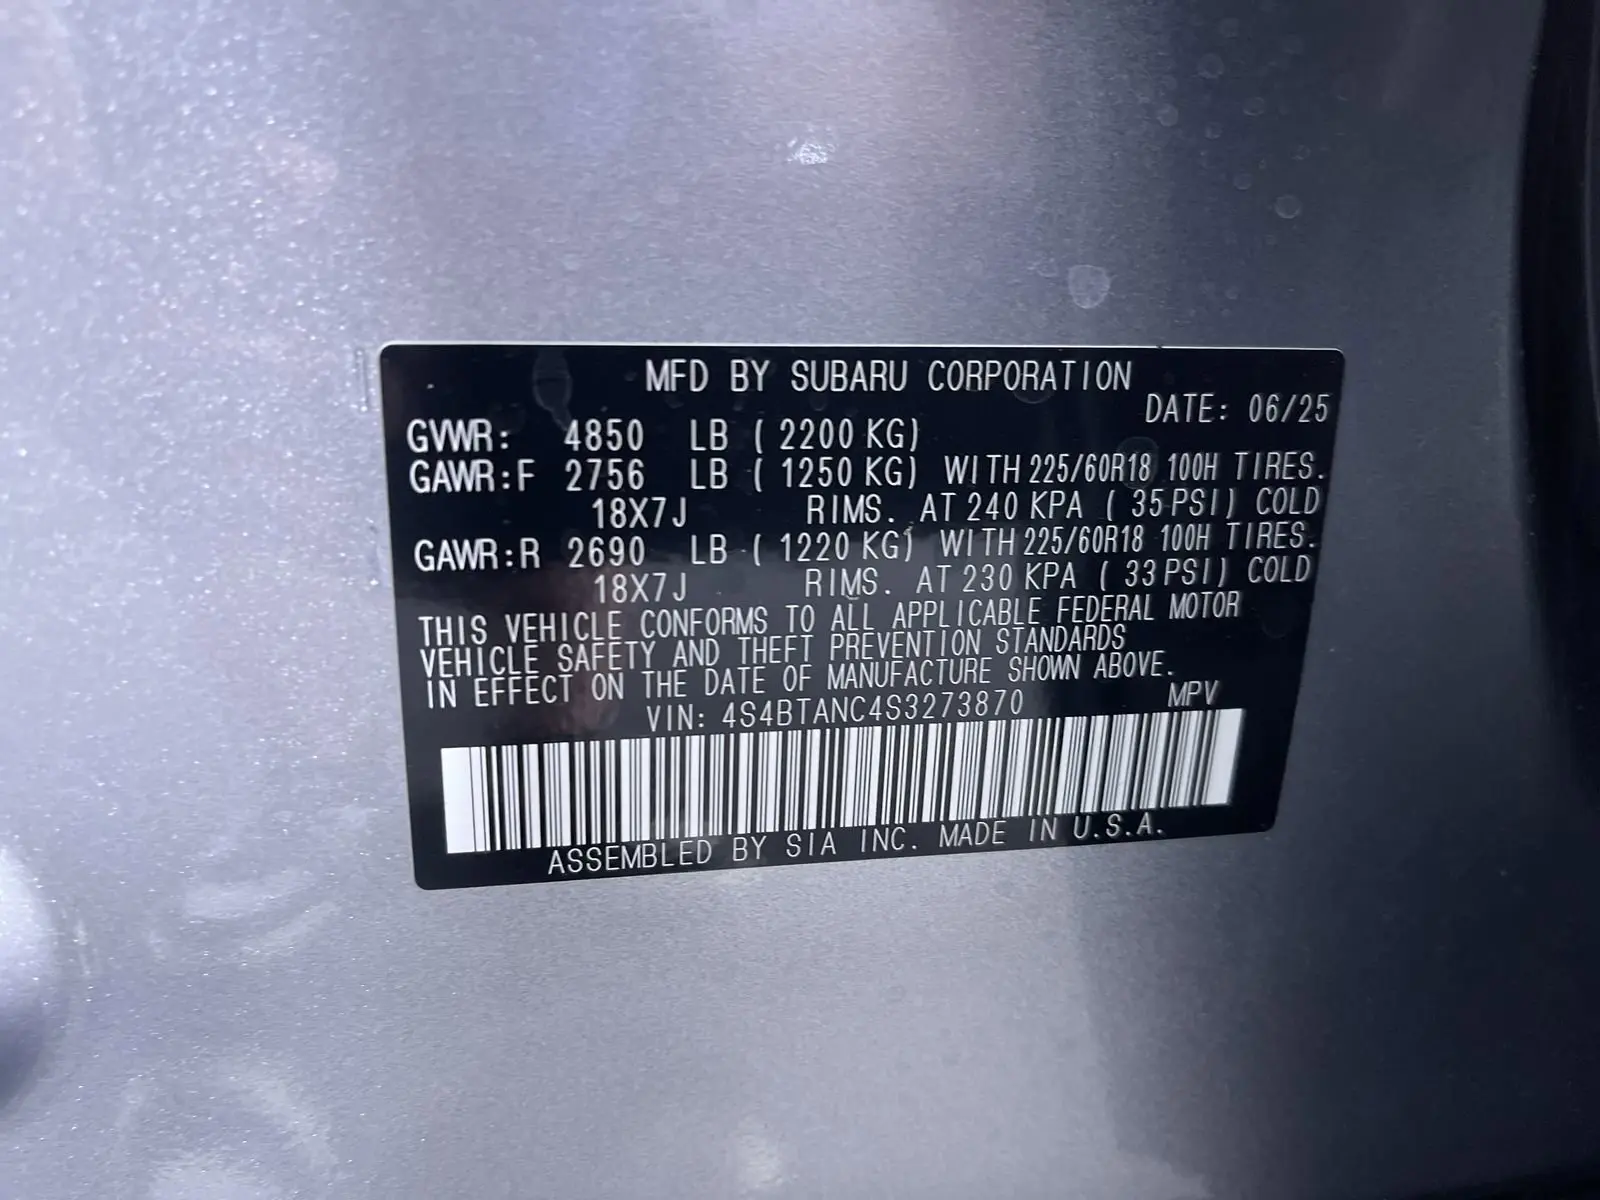 MFD BY SUBARU CORPORATION
DATE: 06/25
GVWR: 4850 LB ( 2200 KG)
GAWR:F 2756 LB ( 1250 KG) WITH 225/60R18 100H TIRES.
18X7J RIMS. AT 240 KPA ( 35 PSI) COLD
GAWR:R 2690 LB ( 1220 KG) WITH 225/60R18 100H TIRES.
18X7J RIMS. AT 230 KPA ( 33 PSI) COLD
THIS VEHICLE CONFORMS TO ALL APPLICABLE FEDERAL MOTOR
VEHICLE SAFETY AND THEFT PREVENTION STANDARDS
IN EFFECT ON THE DATE OF MANUFACTURE SHOWN ABOVE.
VIN: 4S4BTANC4S3273870 MPV
ASSEMBLED BY SIA INC. MADE IN U.S.A.